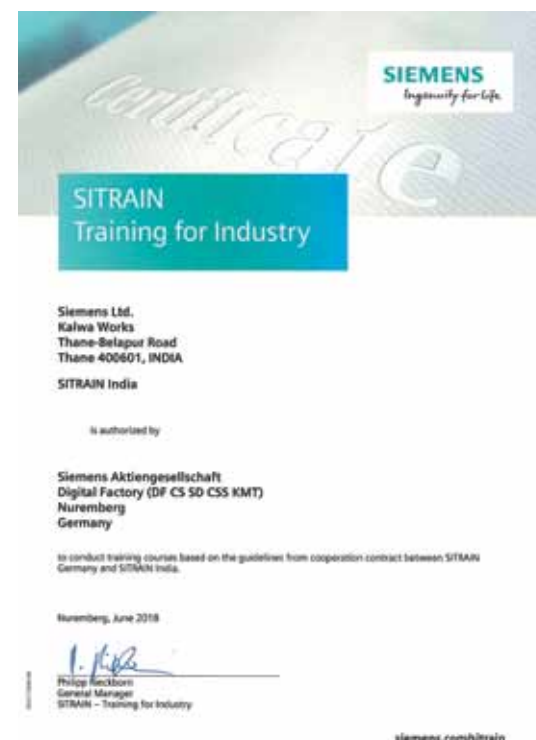 SIEMENS
Ingenuity for life
Certificate
SITRAIN
Training for Industry
Siemens Ltd.
Kalwa Works
Thane-Belapur Road
Thane 400601, INDIA
SITRAIN India
is authorized by
Siemens Aktiengesellschaft
Digital Factory (DF CS SD CSS KMT)
Nuremberg
Germany
to conduct training courses based on the guidelines from cooperation contract between SITRAIN
Germany and SITRAIN India.
Nuremberg, June 2018
Philipp
General Manager
SITRAIN – Training for Industry
siemens.com/sitrain